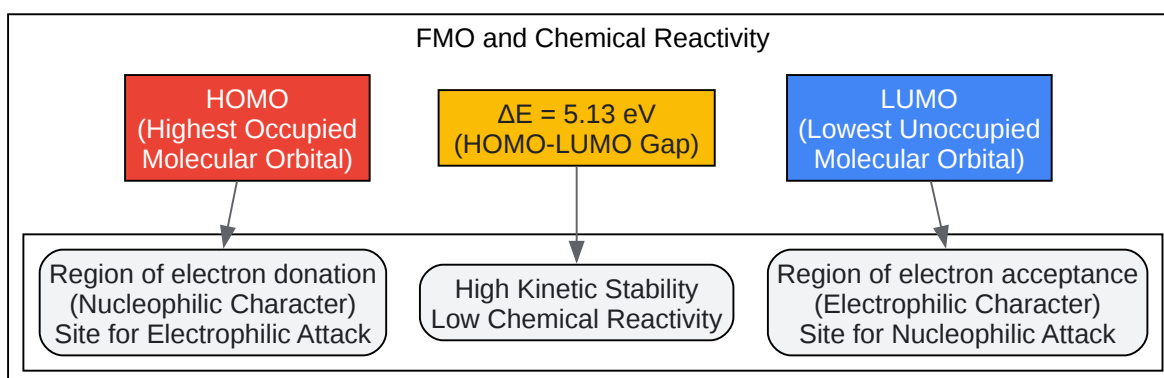 FMO and Chemical Reactivity
HOMO
(Highest Occupied
Molecular Orbital)
ΔE = 5.13 eV
(HOMO-LUMO Gap)
LUMO
(Lowest Unoccupied
Molecular Orbital)
Region of electron donation
(Nucleophilic Character)
Site for Electrophilic Attack
High Kinetic Stability
Low Chemical Reactivity
Region of electron acceptance
(Electrophilic Character)
Site for Nucleophilic Attack